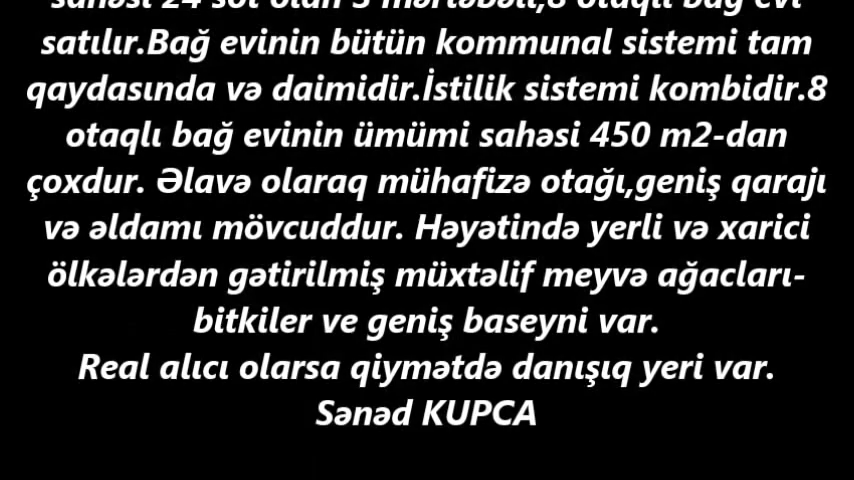 sahəsi 24 sot olan 3 mərtəbəli,8 otaqlı bağ evi
satılır.Bağ evinin bütün kommunal sistemi tam
qaydasında və daimidir.İstilik sistemi kombidir.8
otaqlı bağ evinin ümümi sahəsi 450 m2-dan
çoxdur. Əlavə olaraq mühafizə otağı,geniş qarajı
və əldamı mövcuddur. Həyətində yerli və xarici
ölkələrdən gətirilmiş müxtəlif meyvə ağacları-
bitkiler ve geniş baseyni var.
Real alıcı olarsa qiymətdə danışıq yeri var.
Sənəd KUPCA